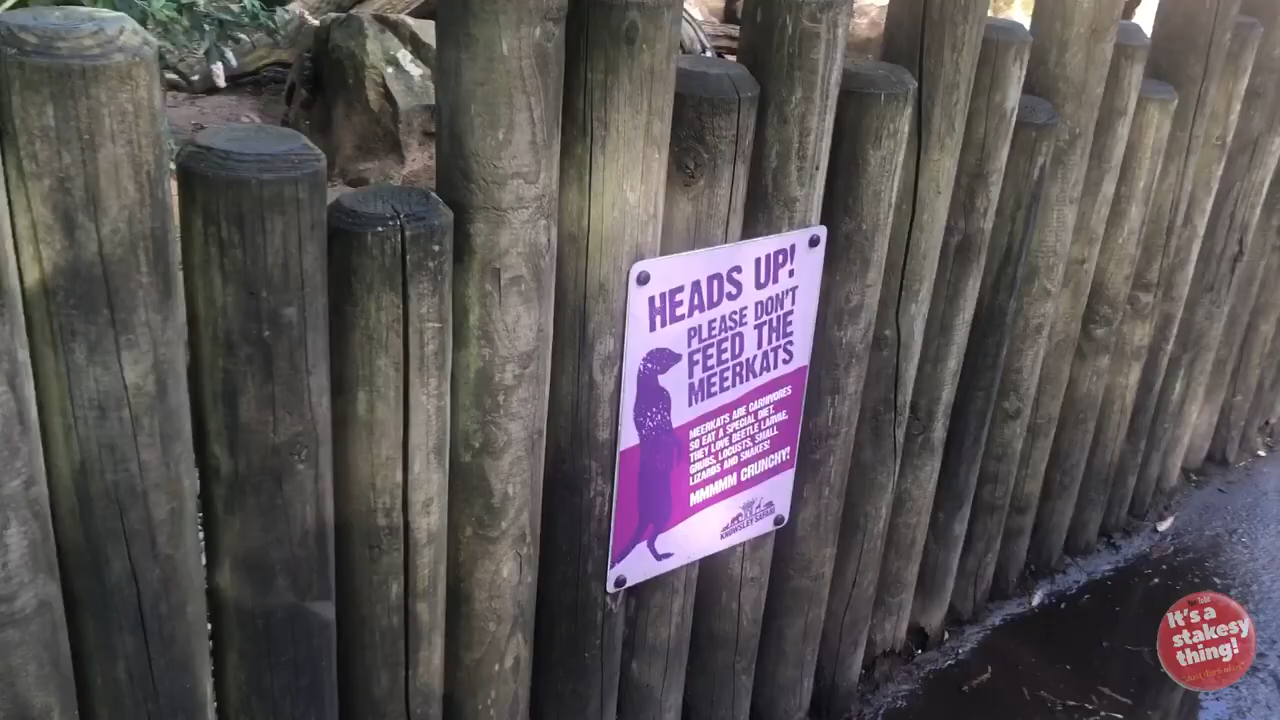 HEADS UP!
PLEASE DON'T
FEED THE
MEERKATS
MEERKATS ARE CARNIVORES
SO EAT A SPECIAL DIET.
THEY LOVE BEETLE LARVAE,
GRUBS, LOCUSTS, SMALL
LIZARDS AND SNAKES!
MMMMM CRUNCHY!
KNOWSLEY SAFARI
It's a
stakesy
thing!